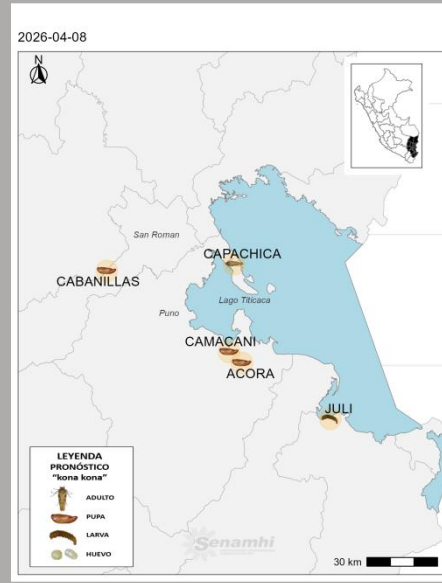 2026-04-08
N
San Roman
CAPACHICA
CABANILLAS
Lago Titicaca
Puno
CAMACANI
ACORA
JULI
LEYENDA
PRONÓSTICO
"kona kona"
ADULTO
PUPA
LARVA
HUEVO
Senamhi
30 km